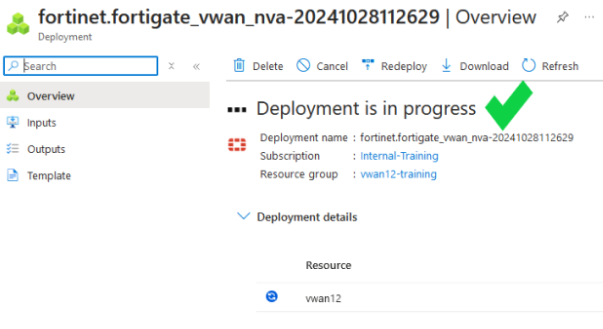 fortinet.fortigate_vwan_nva-20241028112629 | Overview
Deployment
Search
Delete Cancel Redeploy Download Refresh
Overview
Inputs
Outputs
Template
Deployment is in progress
Deployment name : fortinet.fortigate_vwan_nva-20241028112629
Subscription : Internal-Training
Resource group : vwan12-training
Deployment details
Resource
vwan12